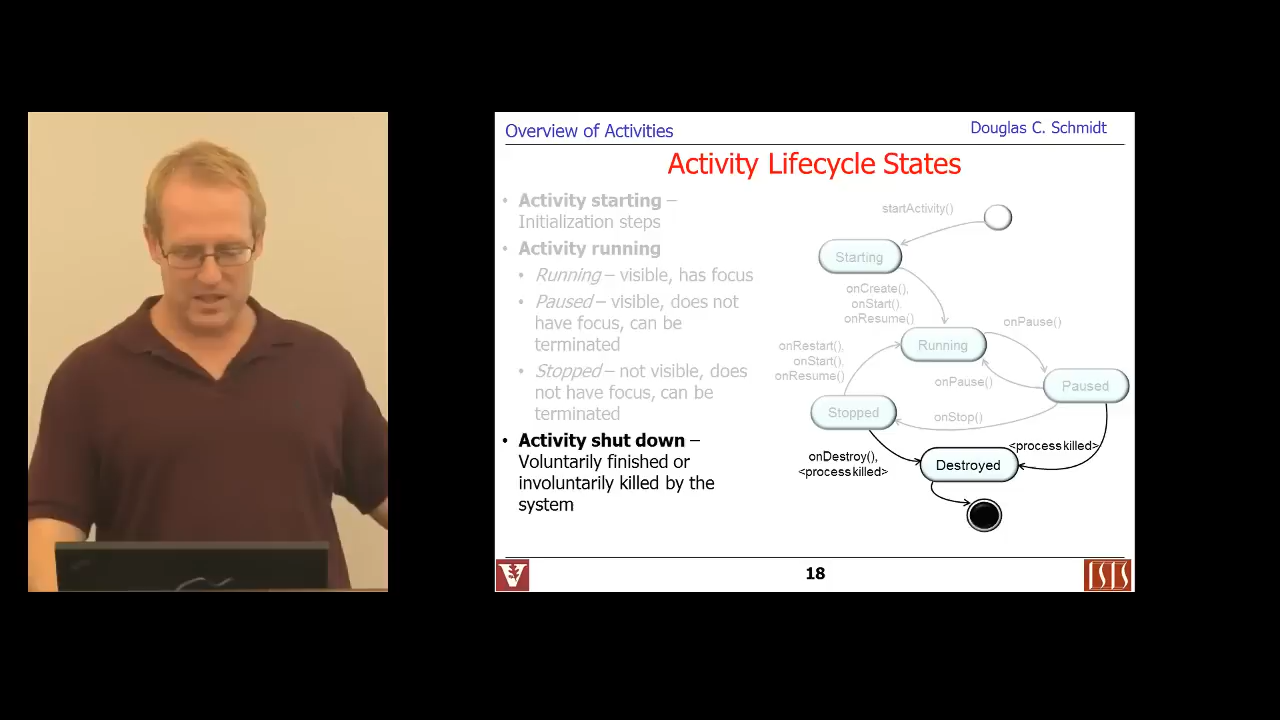 Overview of Activities
Douglas C. Schmidt
Activity Lifecycle States
• Activity starting –
Initialization steps
• Activity running
• Running – visible, has focus
• Paused – visible, does not
have focus, can be
terminated
• Stopped – not visible, does
not have focus, can be
terminated
• Activity shut down –
Voluntarily finished or
involuntarily killed by the
system
startActivity()
Starting
onCreate(),
onStart().
onResume()
onPause()
Running
onRestart(),
onStart(),
onResume()
onPause()
Paused
Stopped
onStop()
<process killed>
onDestroy(),
<process killed>
Destroyed
18
V
ISIS